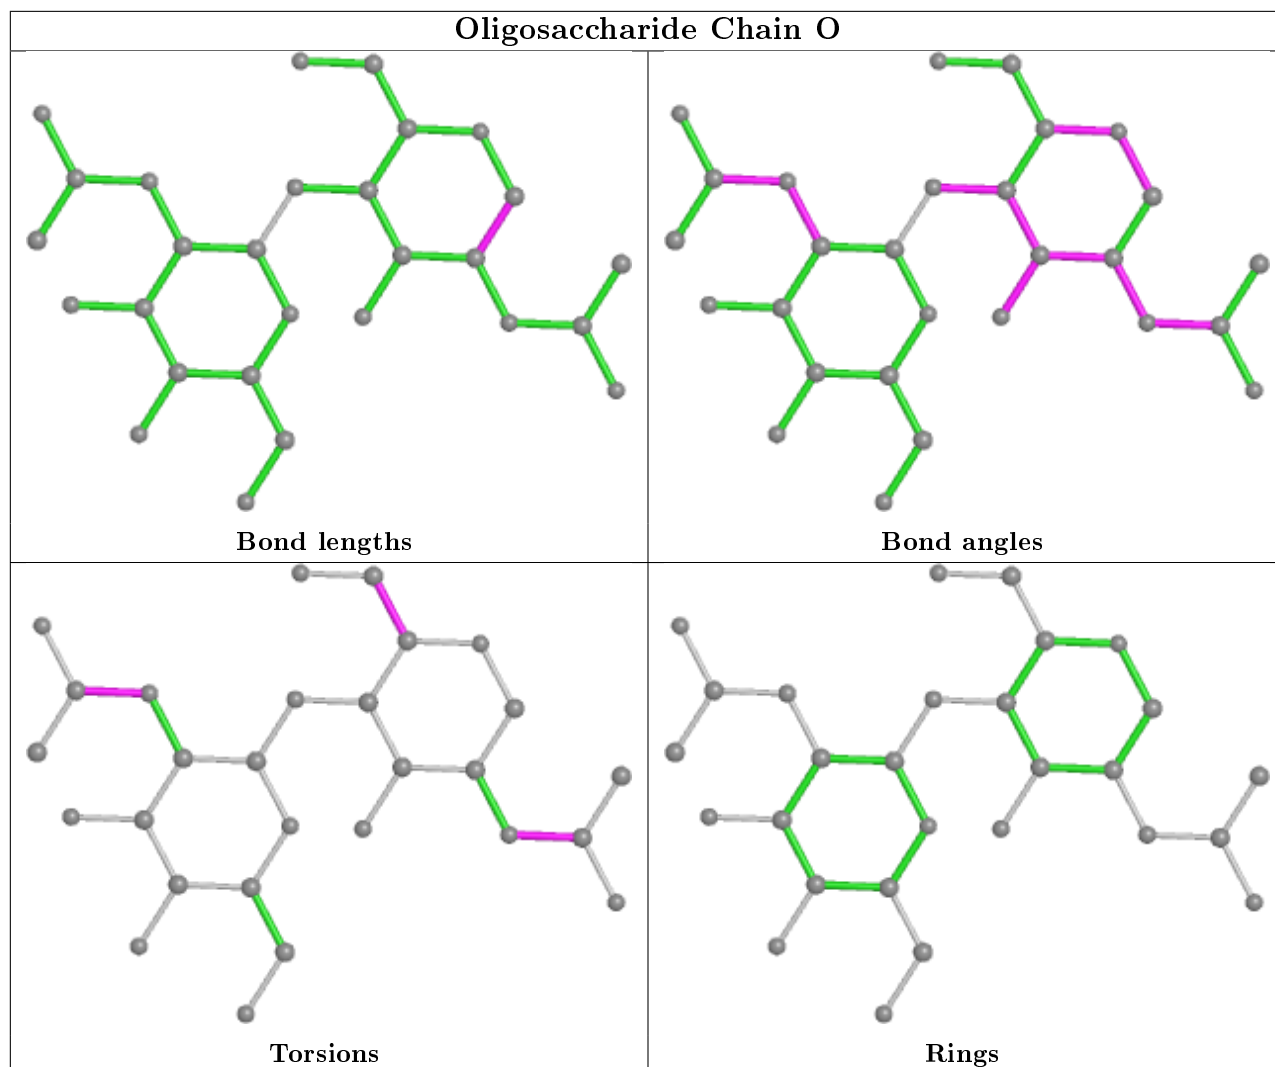 Oligosaccharide Chain O
Bond lengths
Bond angles
Torsions
Rings